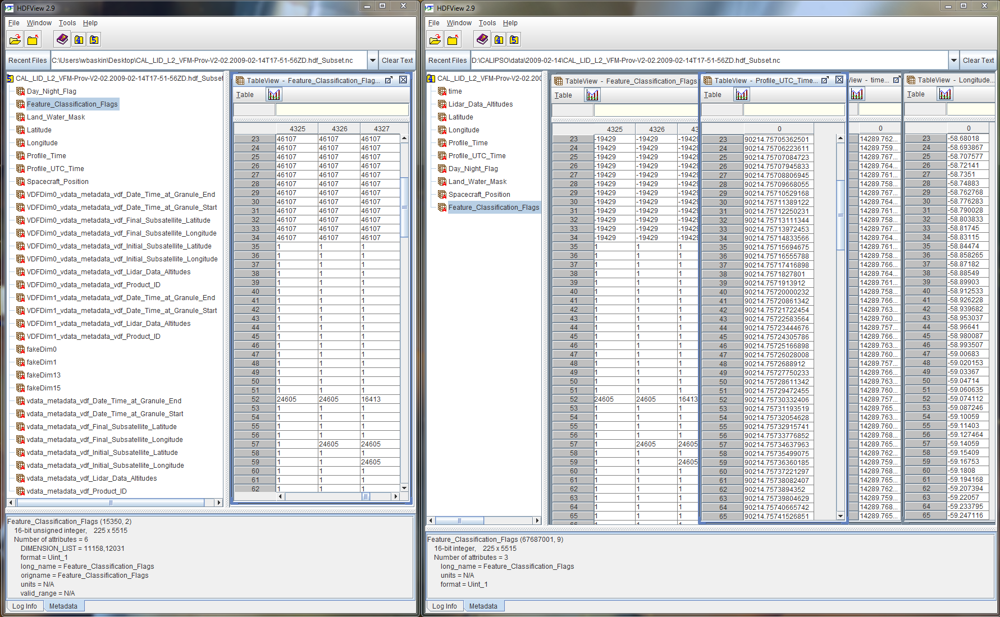 HDFView 2.9
File Window Tools Help
Recent Files C:\Users\wbaskin\Desktop\CAL_LID_L2_VFM-Prov-V2-02.2009-02-14T17-51-56ZD.hdf_Subset.nc Clear Text
CAL_LID_L2_VFM-Prov-V2-02.2009-02-14T17-51-56ZD.hdf_Subset
Day_Night_Flag
Feature_Classification_Flags
Land_Water_Mask
Latitude
Longitude
Profile_Time
Profile_UTC_Time
Spacecraft_Position
VDFDim0_vdata_metadata_vdf_Date_Time_at_Granule_End
VDFDim0_vdata_metadata_vdf_Date_Time_at_Granule_Start
VDFDim0_vdata_metadata_vdf_Final_Subsatellite_Latitude
VDFDim0_vdata_metadata_vdf_Final_Subsatellite_Longitude
VDFDim0_vdata_metadata_vdf_Initial_Subsatellite_Latitude
VDFDim0_vdata_metadata_vdf_Initial_Subsatellite_Longitude
VDFDim0_vdata_metadata_vdf_Lidar_Data_Altitudes
VDFDim0_vdata_metadata_vdf_Product_ID
VDFDim1_vdata_metadata_vdf_Date_Time_at_Granule_End
VDFDim1_vdata_metadata_vdf_Date_Time_at_Granule_Start
VDFDim1_vdata_metadata_vdf_Lidar_Data_Altitudes
VDFDim1_vdata_metadata_vdf_Product_ID
fakeDim0
fakeDim1
fakeDim13
fakeDim15
vdata_metadata_vdf_Date_Time_at_Granule_End
vdata_metadata_vdf_Date_Time_at_Granule_Start
vdata_metadata_vdf_Final_Subsatellite_Latitude
vdata_metadata_vdf_Final_Subsatellite_Longitude
vdata_metadata_vdf_Initial_Subsatellite_Latitude
vdata_metadata_vdf_Initial_Subsatellite_Longitude
vdata_metadata_vdf_Lidar_Data_Altitudes
vdata_metadata_vdf_Product_ID
TableView - Feature_Classification_Flag...
Table
4325 4326 4327
23 46107 46107 46107
24 46107 46107 46107
25 46107 46107 46107
26 46107 46107 46107
27 46107 46107 46107
28 46107 46107 46107
29 46107 46107 46107
30 46107 46107 46107
31 46107 46107 46107
32 46107 46107 46107
33 46107 46107 46107
34 46107 46107 46107
35 1 1 1
36 1 1 1
37 1 1 1
38 1 1 1
39 1 1 1
40 1 1 1
41 1 1 1
42 1 1 1
43 1 1 1
44 1 1 1
45 1 1 1
46 1 1 1
47 1 1 1
48 1 1 1
49 1 1 1
50 1 1 1
51 1 1 1
52 24605 24605 16413
53 1 1 1
54 1 1 1
55 1 1 1
56 1 1 1
57 1 24605 24605
58 1 1 1
59 1 1 24605
60 1 1 1
61 1 1 1
62 1 1 1
Feature_Classification_Flags (15350, 2)
16-bit unsigned integer, 225 x 5515
Number of attributes = 6
DIMENSION_LIST = 11158,12031
format = Uint_1
long_name = Feature_Classification_Flags
origname = Feature_Classification_Flags
units = N/A
valid_range = N/A
Log Info Metadata
HDFView 2.9
File Window Tools Help
Recent Files D:\CALIPSO\data\2009-02-14\CAL_LID_L2_VFM-Prov-V2-02.2009-02-14T17-51-56ZD.hdf_Subset.nc Clear Text
CAL_LID_L2_VFM-Prov-V2-02.200
time
Lidar_Data_Altitudes
Latitude
Longitude
Profile_Time
Profile_UTC_Time
Day_Night_Flag
Land_Water_Mask
Spacecraft_Position
Feature_Classification_Flags
TableView - Feature_Classification_Flags
Table
4325 4326 43
23 -19429 -19429 -19429
24 -19429 -19429 -19429
25 -19429 -19429 -19429
26 -19429 -19429 -19429
27 -19429 -19429 -19429
28 -19429 -19429 -19429
29 -19429 -19429 -19429
30 -19429 -19429 -19429
31 -19429 -19429 -19429
32 -19429 -19429 -19429
33 -19429 -19429 -19429
34 -19429 -19429 -19429
35 1 1 1
36 1 1 1
37 1 1 1
38 1 1 1
39 1 1 1
40 1 1 1
41 1 1 1
42 1 1 1
43 1 1 1
44 1 1 1
45 1 1 1
46 1 1 1
47 1 1 1
48 1 1 1
49 1 1 1
50 1 1 1
51 1 1 1
52 24605 24605 16413
53 1 1 1
54 1 1 1
55 1 1 1
56 1 1 1
57 1 24605 24605
58 1 1 1
59 1 1 24605
60 1 1 1
61 1 1 1
62 1 1 1
63 1 1 1
64 1 1 1
65 1 1 1
66 1 1 1
TableView - Profile_UTC_Time...
Table
0
23 90214.75705362501
24 90214.75706223611
25 90214.75707084723
26 90214.75707945833
27 90214.75708806945
28 90214.75709668055
29 90214.75710529168
30 90214.75711389122
31 90214.75712250231
32 90214.75713111344
33 90214.75713972453
34 90214.75714833566
35 90214.75715694675
36 90214.75716555788
37 90214.75717416898
38 90214.7571827801
39 90214.7571913912
40 90214.75720000232
41 90214.75720861342
42 90214.75721722454
43 90214.75722583564
44 90214.75723444676
45 90214.75724305786
46 90214.75725166898
47 90214.75726028008
48 90214.7572688912
49 90214.75727750233
50 90214.75728611342
51 90214.75729472455
52 90214.75730332406
53 90214.75731193519
54 90214.75732054628
55 90214.75732915741
56 90214.75733776852
57 90214.75734637963
58 90214.75735499075
59 90214.75736360185
60 90214.75737221297
61 90214.75738082407
62 90214.7573894352
63 90214.75739804629
64 90214.75740665742
65 90214.75741526851
View - time...
0
14289.762...
14289.759...
14289.767...
14289.764...
14289.761...
14289.758...
14289.767...
14289.764...
14289.761...
14289.758...
14289.767...
14289.764...
14289.761...
14289.758...
14289.766...
14289.764...
14289.761...
14289.758...
14289.766...
14289.763...
14289.760...
14289.757...
14289.766...
14289.763...
14289.760...
14289.757...
14289.766...
14289.763...
14289.760...
14289.757...
14289.765...
14289.763...
14289.760...
14289.768...
14289.765...
14289.762...
14289.759...
14289.768...
14289.765...
14289.762...
14289.759...
14289.768...
14289.765...
TableView - Longitude...
Table
0
23 -58.68018
24 -58.693867
25 -58.707577
26 -58.72141
27 -58.7351
28 -58.74883
29 -58.762768
30 -58.776283
31 -58.790028
32 -58.803833
33 -58.81745
34 -58.83115
35 -58.84474
36 -58.858265
37 -58.87182
38 -58.88549
39 -58.89903
40 -58.912533
41 -58.926228
42 -58.939682
43 -58.953037
44 -58.96641
45 -58.980087
46 -58.993507
47 -59.00683
48 -59.020153
49 -59.03367
50 -59.04714
51 -59.060635
52 -59.074112
53 -59.087246
54 -59.10059
55 -59.11403
56 -59.127464
57 -59.14059
58 -59.15409
59 -59.16753
60 -59.1808
61 -59.194168
62 -59.207394
63 -59.22057
64 -59.233795
65 -59.247116
Feature_Classification_Flags (67687001, 9)
16-bit integer, 225 x 5515
Number of attributes = 3
long_name = Feature_Classification_Flags
units = N/A
format = Uint_1
Log Info Metadata